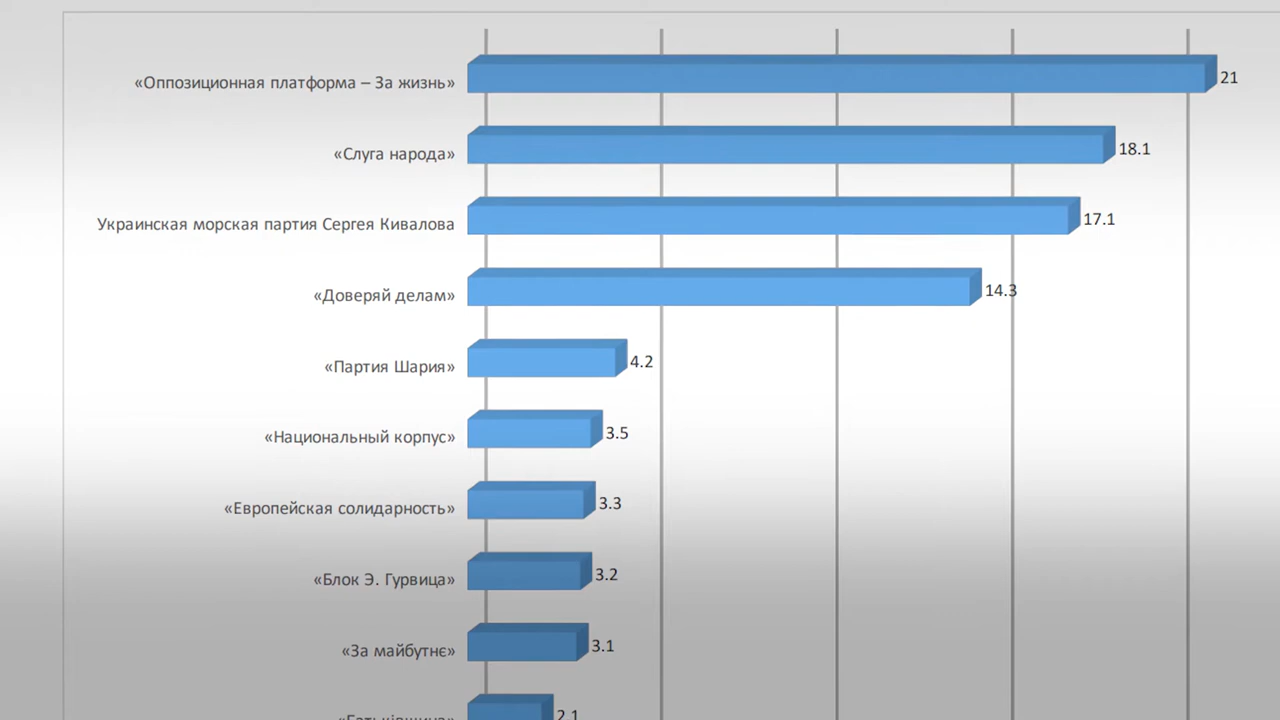 «Оппозиционная платформа – За жизнь» 21
«Слуга народа» 18.1
Украинская морская партия Сергея Кивалова 17.1
«Доверяй делам» 14.3
«Партия Шария» 4.2
«Национальный корпус» 3.5
«Европейская солидарность» 3.3
«Блок Э. Гурвица» 3.2
«За майбутнє» 3.1
«Батьківщина» 2.1